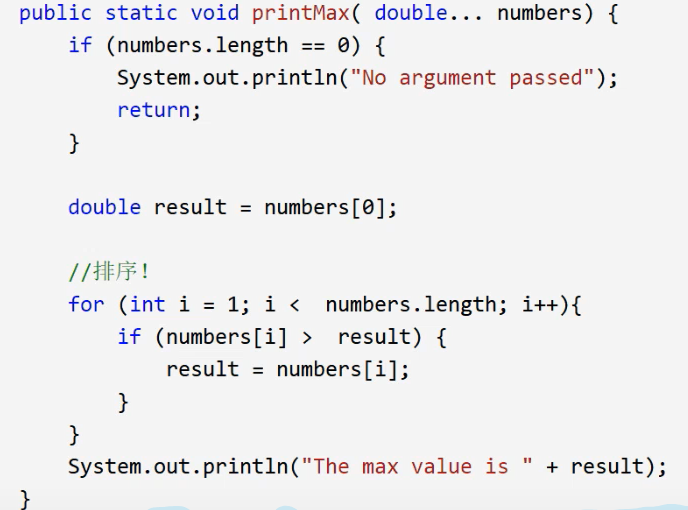 public static void printMax( double... numbers) {
    if (numbers.length == 0) {
        System.out.println("No argument passed");
        return;
    }
    double result = numbers[0];
    //排序!
    for (int i = 1; i <  numbers.length; i++){
        if (numbers[i] >  result) {
            result = numbers[i];
        }
    }
    System.out.println("The max value is " + result);
}